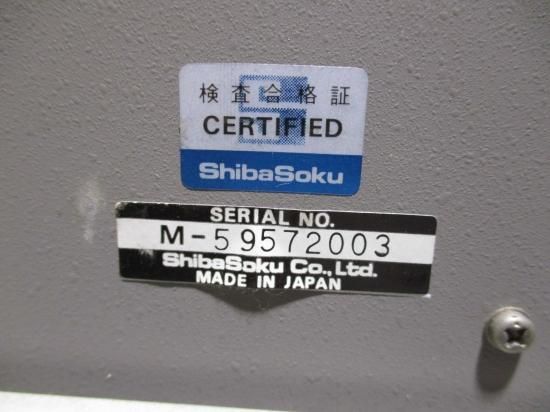 検査合格証
CERTIFIED
ShibaSoku
SERIAL NO.
M-59572003
ShibaSoku Co., Ltd.
MADE IN JAPAN